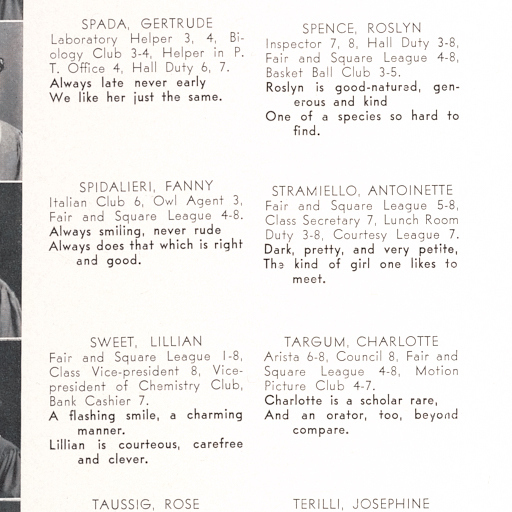 SPADA, GERTRUDE
Laboratory Helper 3, 4, Bi-
ology Club 3-4, Helper in P.
T. Office 4, Hall Duty 6, 7.
Always late never early
We like her just the same.
SPENCE, ROSLYN
Inspector 7, 8, Hall Duty 3-8,
Fair and Square League 4-8,
Basket Ball Club 3-5.
Roslyn is good-natured, gen-
erous and kind
One of a species so hard to
find.
SPIDALIERI, FANNY
Italian Club 6, Owl Agent 3,
Fair and Square League 4-8.
Always smiling, never rude
Always does that which is right
and good.
STRAMIELLO, ANTOINETTE
Fair and Square League 5-8,
Class Secretary 7, Lunch Room
Duty 3-8, Courtesy League 7.
Dark, pretty, and very petite,
The kind of girl one likes to
meet.
SWEET, LILLIAN
Fair and Square League 1-8,
Class Vice-president 8, Vice-
president of Chemistry Club,
Bank Cashier 7.
A flashing smile, a charming
manner.
Lillian is courteous, carefree
and clever.
TARGUM, CHARLOTTE
Arista 6-8, Council 8, Fair and
Square League 4-8, Motion
Picture Club 4-7.
Charlotte is a scholar rare,
And an orator, too, beyond
compare.
TAUSSIG, ROSE
TERILLI, JOSEPHINE